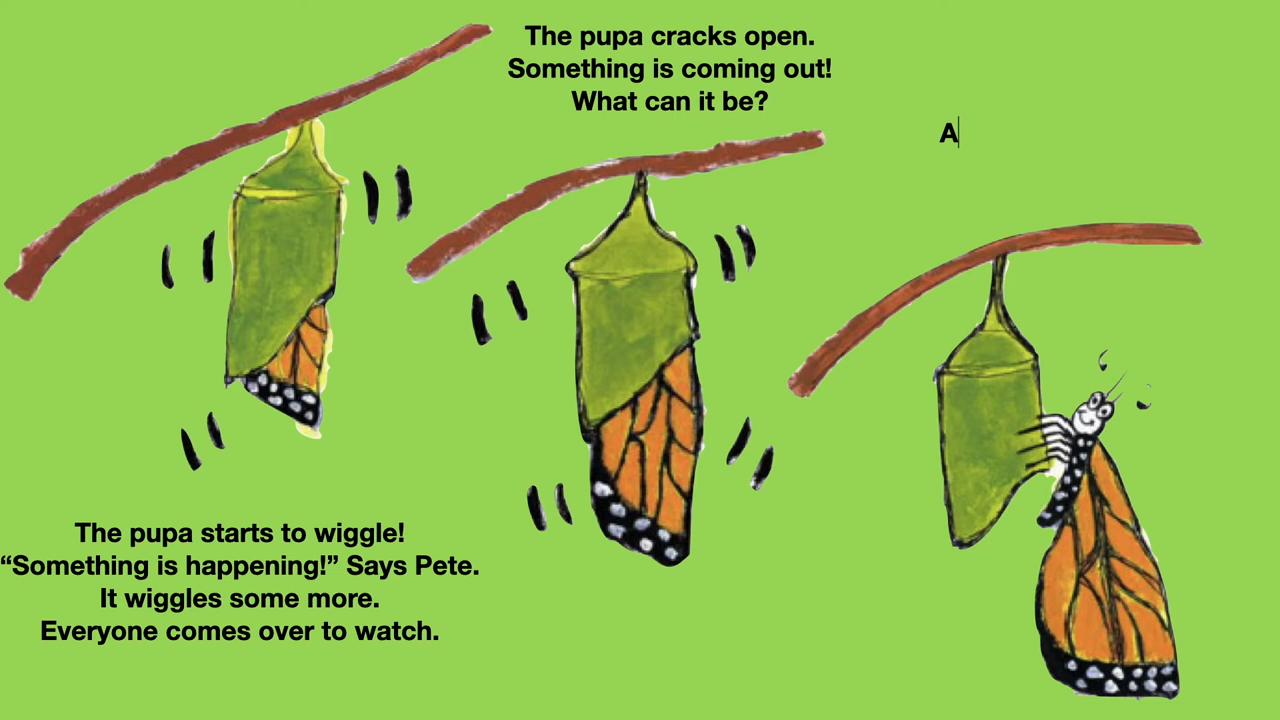 The pupa cracks open.
Something is coming out!
What can it be?
A
The pupa starts to wiggle!
“Something is happening!” Says Pete.
It wiggles some more.
Everyone comes over to watch.